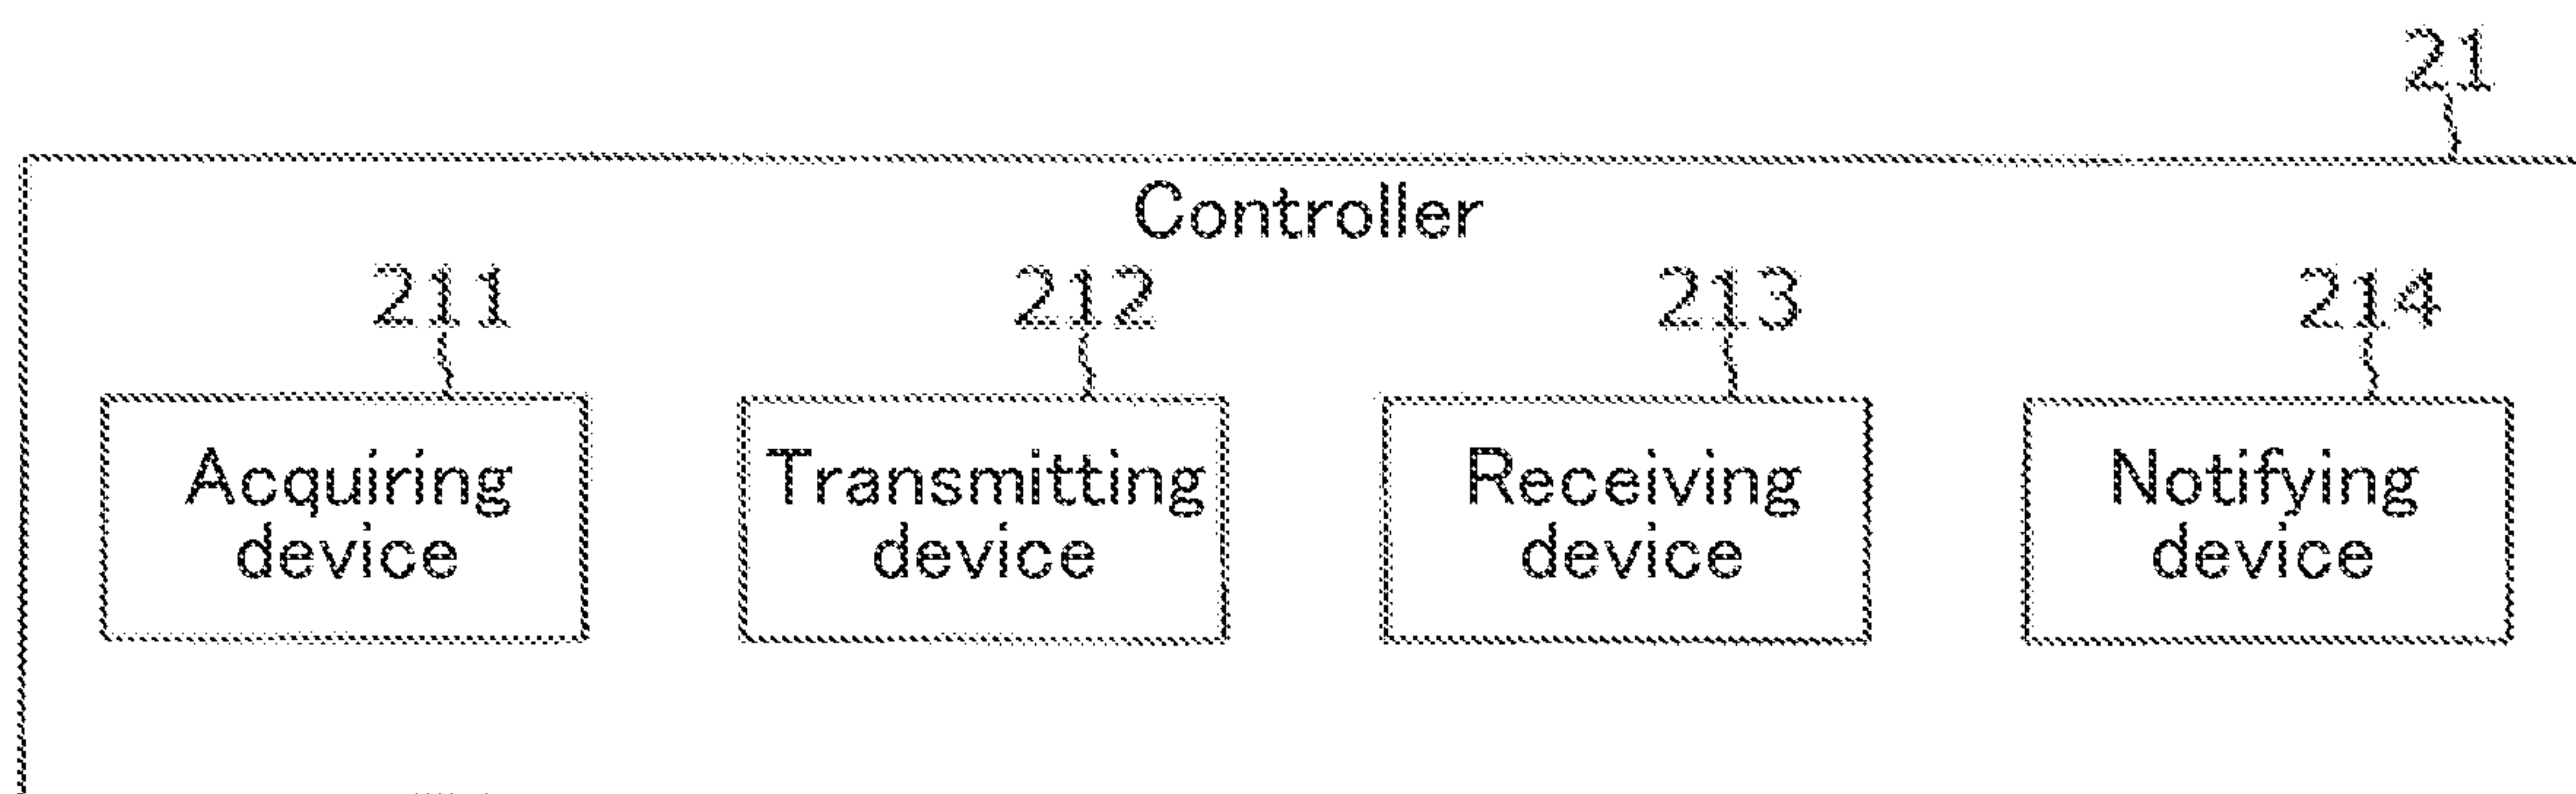 21
Controller
211 212 213 214
Acquiring
device
Transmitting
device
Receiving
device
Notifying
device